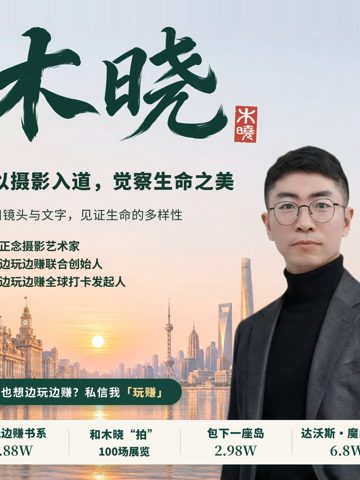 木晓
木曉
以摄影入道，觉察生命之美
用镜头与文字，见证生命的多样性
正念摄影艺术家
边玩边赚联合创始人
边玩边赚全球打卡发起人
也想边玩边赚？私信我「玩赚」
边赚书系
.88W
和木晓“拍”
100场展览
包下一座岛
2.98W
达沃斯·魔
6.8W